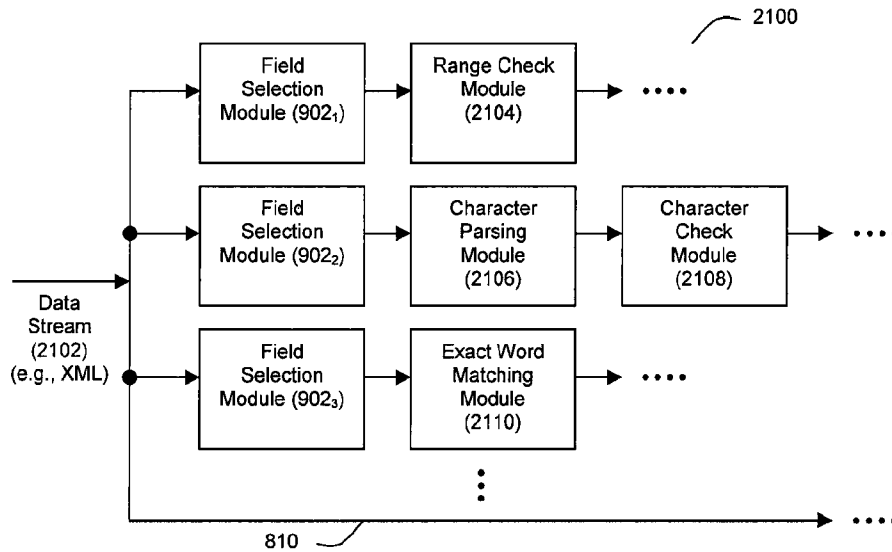 2100
Field
Selection
Module (902₁)
Range Check
Module
(2104)
Field
Selection
Module (902₂)
Character
Parsing
Module
(2106)
Character
Check
Module
(2108)
Data
Stream
(2102)
(e.g., XML)
Field
Selection
Module (902₃)
Exact Word
Matching
Module
(2110)
810